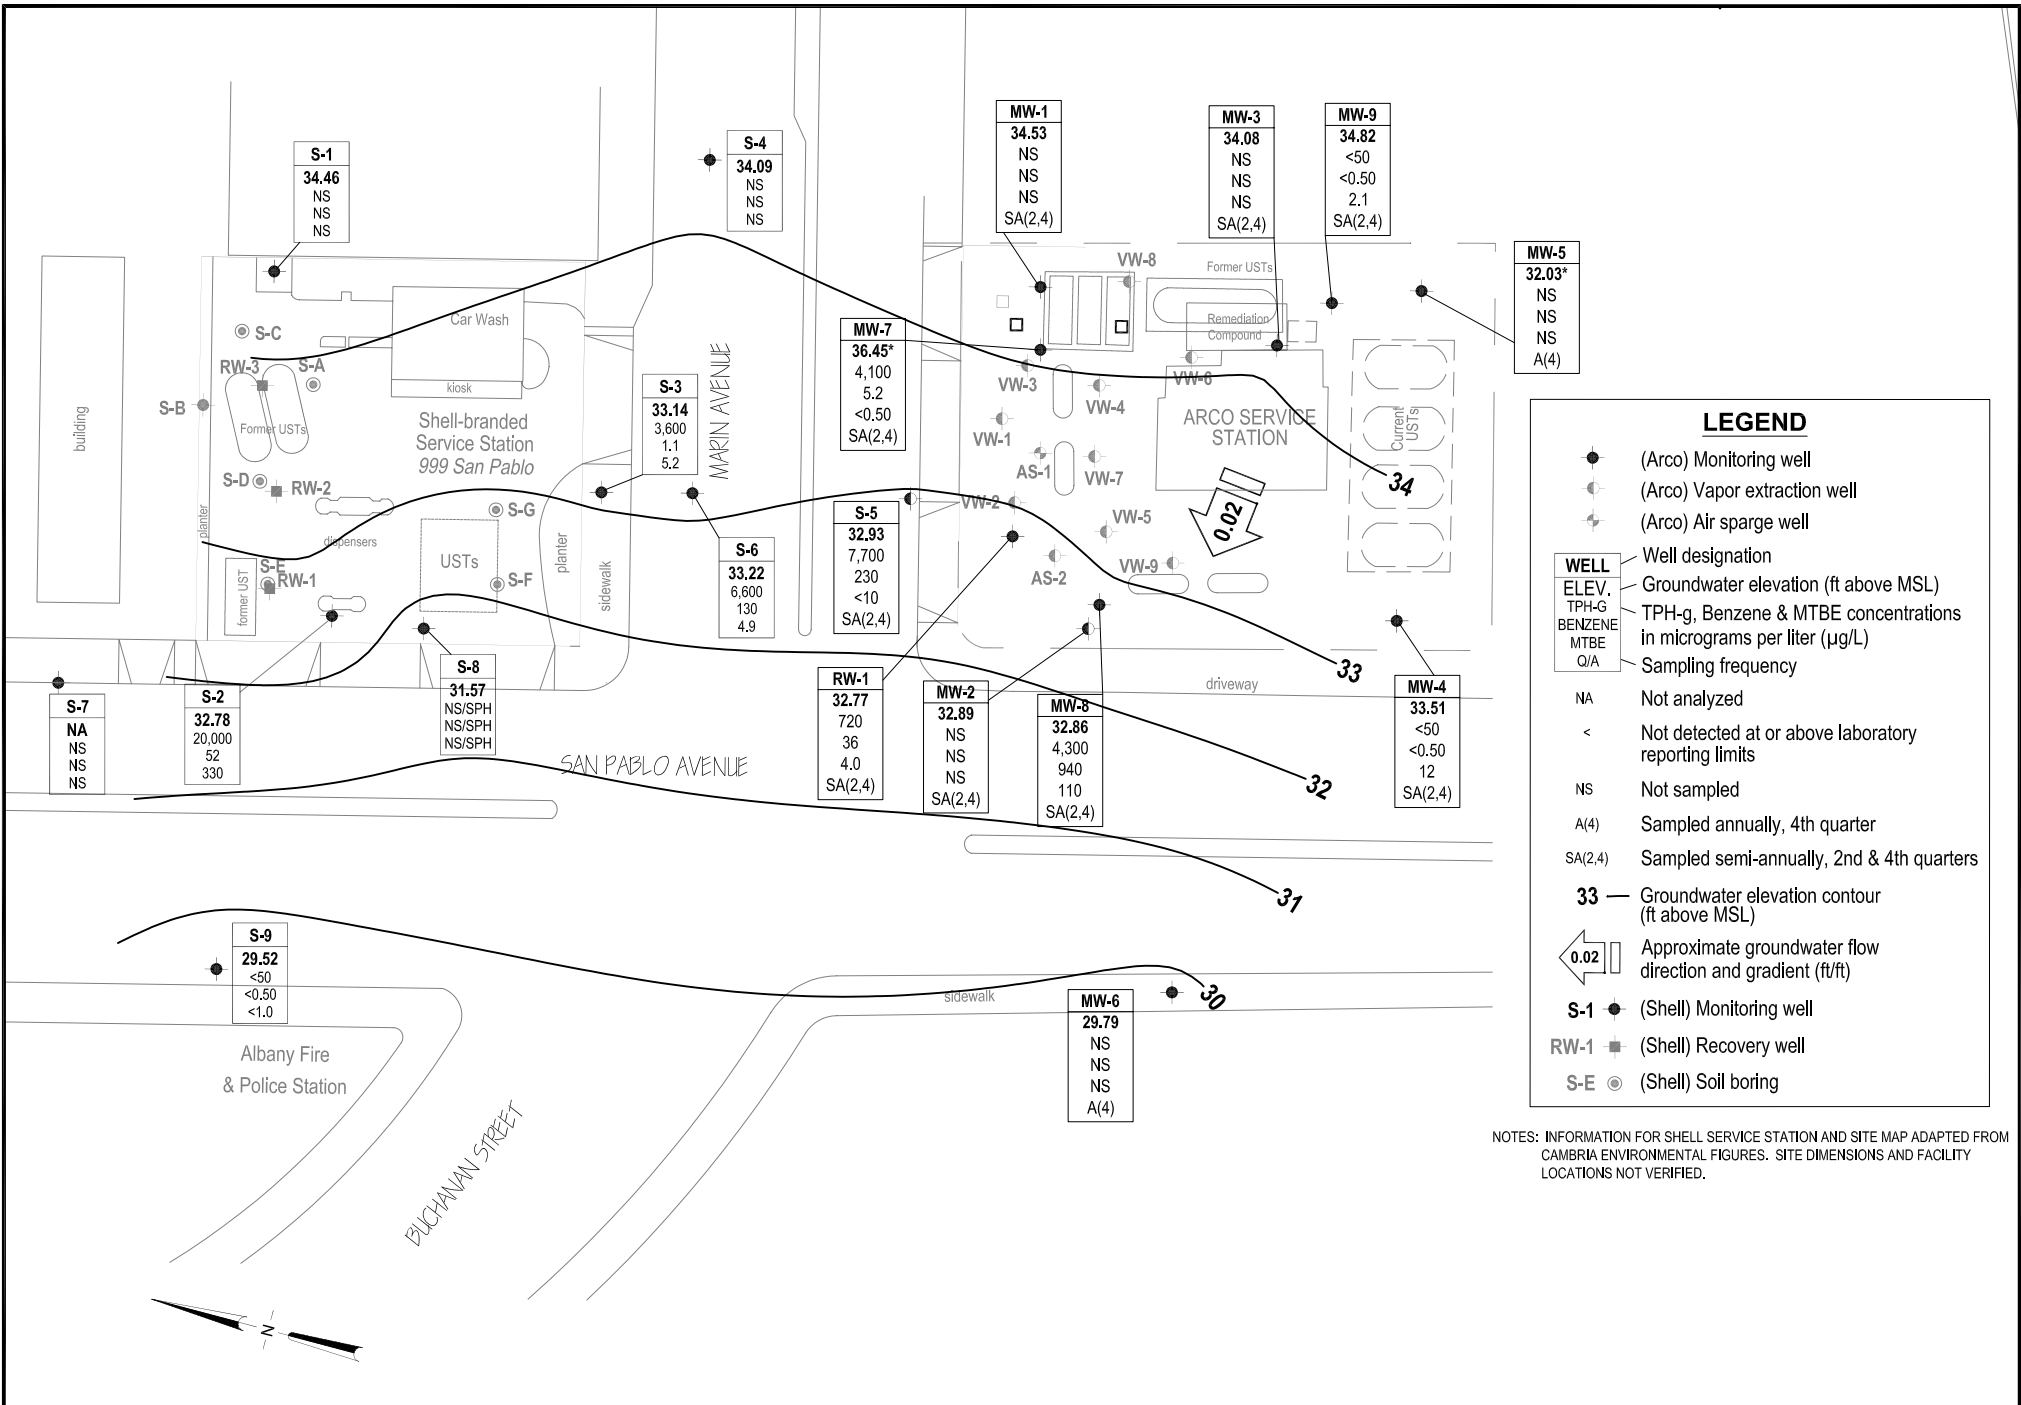 S-1
34.46
NS
NS
NS
S-4
34.09
NS
NS
NS
MW-1
34.53
NS
NS
NS
SA(2,4)
MW-3
34.08
NS
NS
NS
SA(2,4)
MW-9
34.82
<50
<0.50
2.1
SA(2,4)
MW-5
32.03*
NS
NS
NS
A(4)
MW-7
36.45*
4,100
5.2
<0.50
SA(2,4)
S-3
33.14
3,600
1.1
5.2
S-6
33.22
6,600
130
4.9
S-5
32.93
7,700
230
<10
SA(2,4)
S-7
NA
NS
NS
NS
S-2
32.78
20,000
52
330
S-8
31.57
NS/SPH
NS/SPH
NS/SPH
RW-1
32.77
720
36
4.0
SA(2,4)
MW-2
32.89
NS
NS
NS
SA(2,4)
MW-8
32.86
4,300
940
110
SA(2,4)
MW-4
33.51
<50
<0.50
12
SA(2,4)
S-9
29.52
<50
<0.50
<1.0
MW-6
29.79
NS
NS
NS
A(4)
building
planter
S-C
RW-3
S-A
S-B
Former USTs
S-D
RW-2
S-E
RW-1
former UST
Car Wash
kiosk
Shell-branded
Service Station
999 San Pablo
dispensers
USTs
S-G
S-F
planter
sidewalk
MARIN AVENUE
VW-8
Former USTs
Remediation
Compound
VW-3
VW-4
VW-6
VW-1
AS-1
VW-7
VW-2
VW-5
AS-2
VW-9
ARCO SERVICE
STATION
Current
USTs
0.02
34
33
32
31
30
driveway
SAN PABLO AVENUE
sidewalk
Albany Fire
& Police Station
BUCHANAN STREET
N
LEGEND
(Arco) Monitoring well
(Arco) Vapor extraction well
(Arco) Air sparge well
WELL
ELEV.
TPH-G
BENZENE
MTBE
Q/A
Well designation
Groundwater elevation (ft above MSL)
TPH-g, Benzene & MTBE concentrations
in micrograms per liter (µg/L)
Sampling frequency
NA Not analyzed
< Not detected at or above laboratory
reporting limits
NS Not sampled
A(4) Sampled annually, 4th quarter
SA(2,4) Sampled semi-annually, 2nd & 4th quarters
33 Groundwater elevation contour
(ft above MSL)
0.02 Approximate groundwater flow
direction and gradient (ft/ft)
S-1 (Shell) Monitoring well
RW-1 (Shell) Recovery well
S-E (Shell) Soil boring
NOTES: INFORMATION FOR SHELL SERVICE STATION AND SITE MAP ADAPTED FROM
CAMBRIA ENVIRONMENTAL FIGURES. SITE DIMENSIONS AND FACILITY
LOCATIONS NOT VERIFIED.